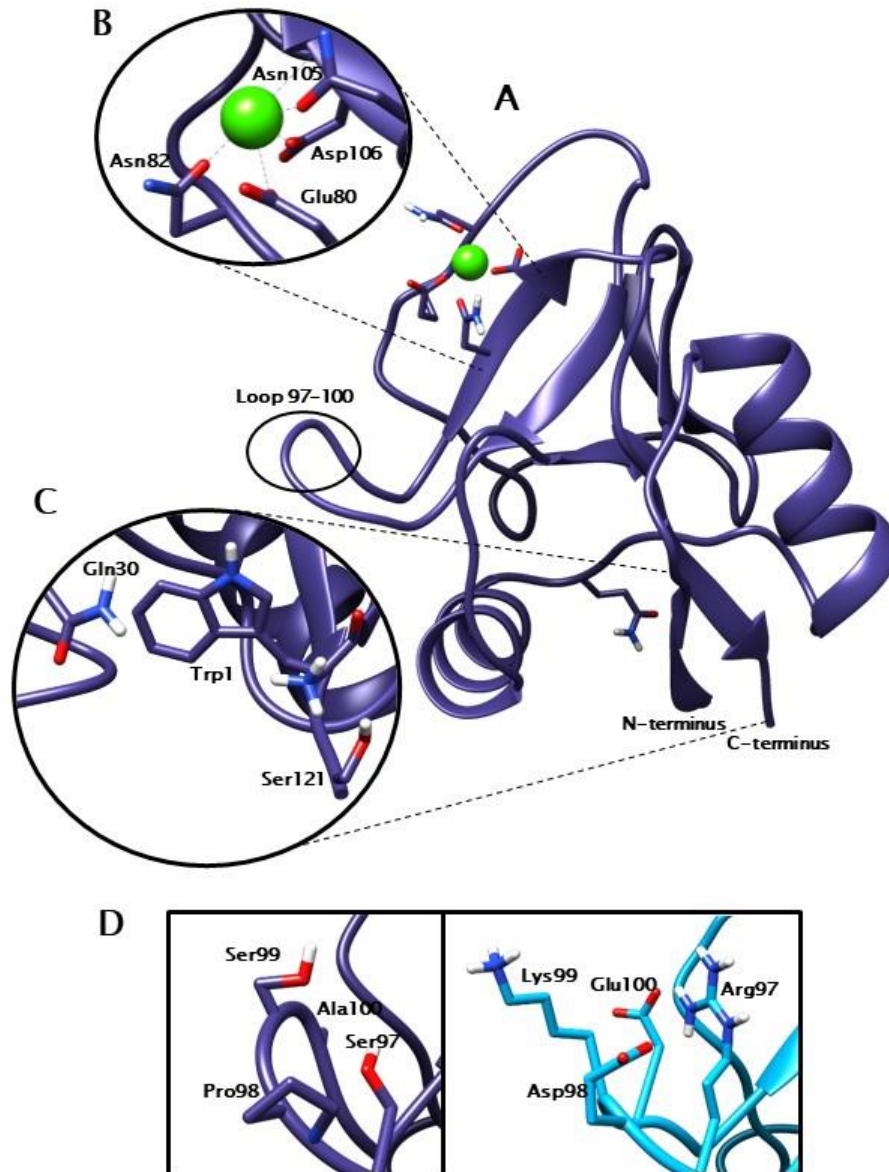 B
Asn105
A
Asp106
Asn82
Glu80
Loop 97-100
C
Gln30
Trp1
N-terminus
C-terminus
Ser121
D
Ser99
Lys99
Glu100
Arg97
Ala100
Ser97
Pro98
Asp98